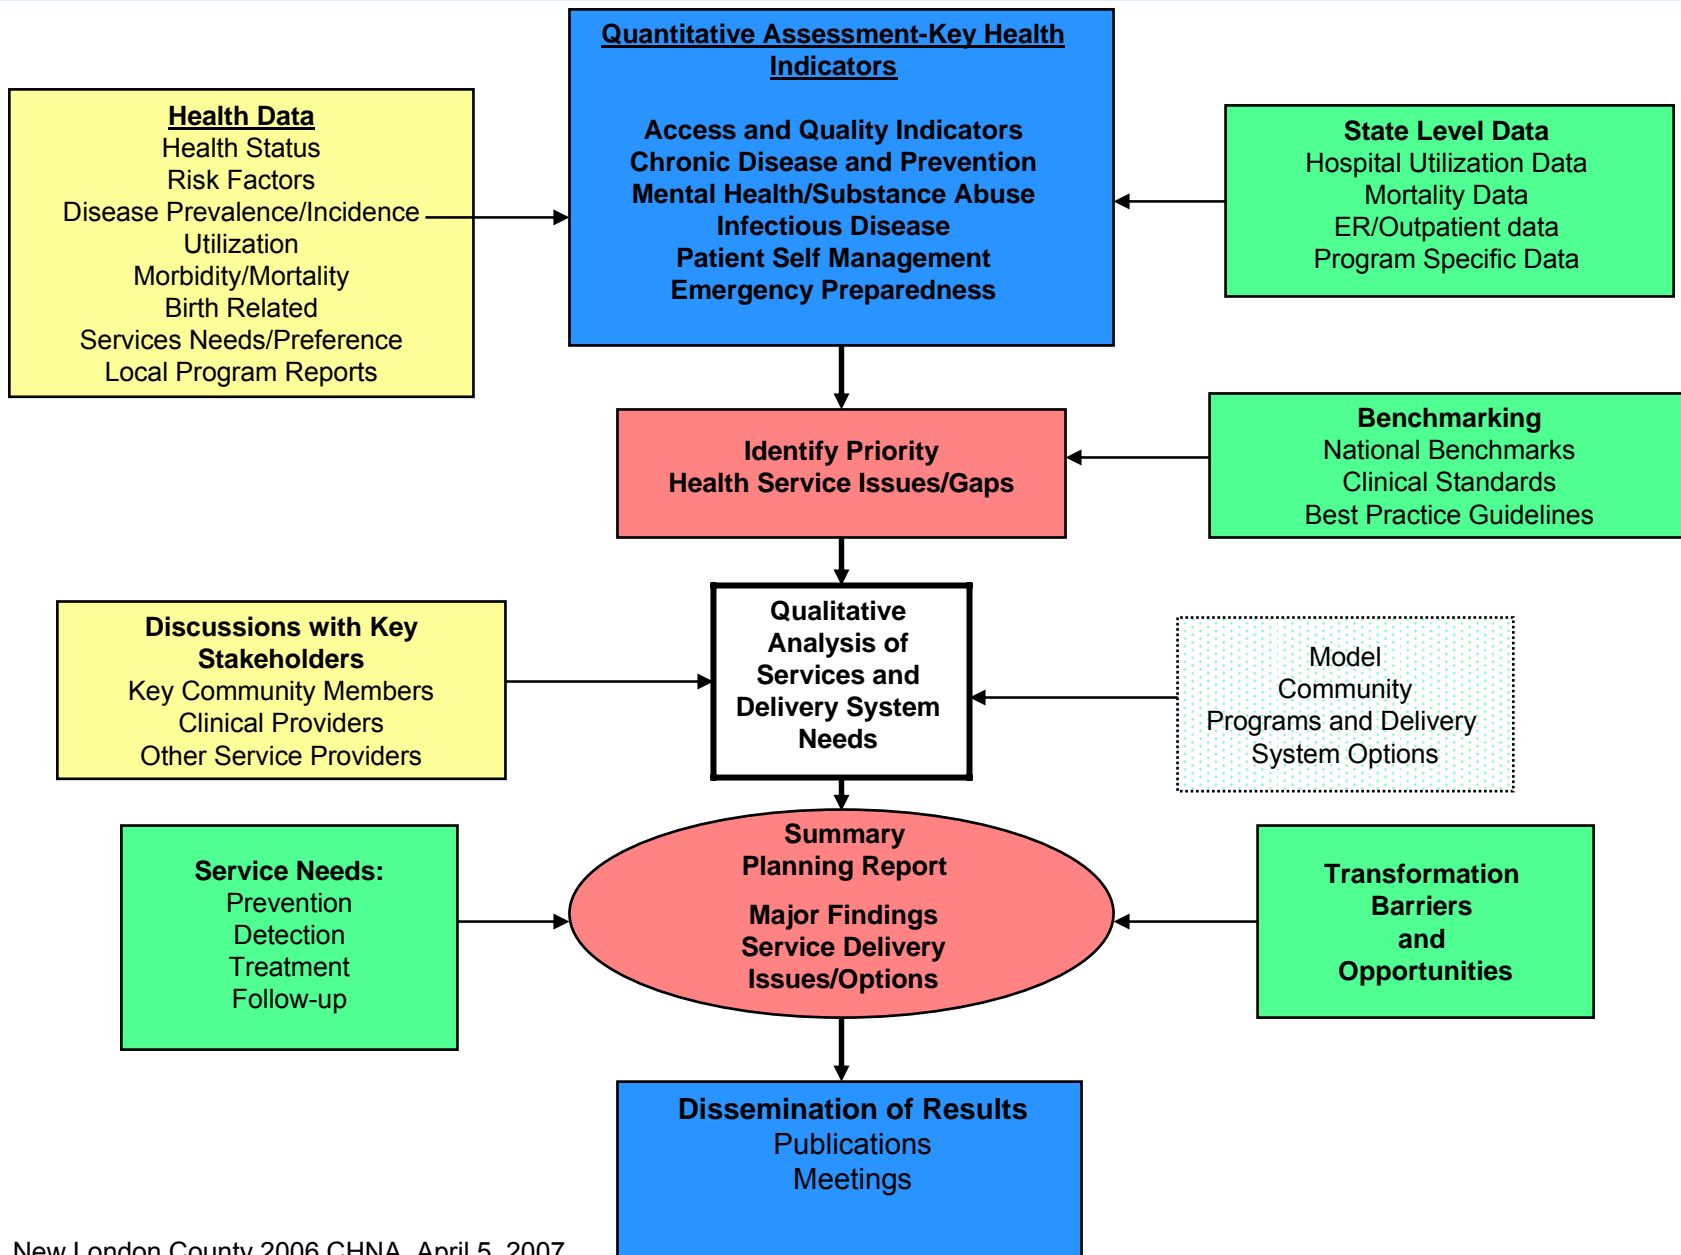 Quantitative Assessment-Key Health
Indicators
Access and Quality Indicators
Chronic Disease and Prevention
Mental Health/Substance Abuse
Infectious Disease
Patient Self Management
Emergency Preparedness
Health Data
Health Status
Risk Factors
Disease Prevalence/Incidence
Utilization
Morbidity/Mortality
Birth Related
Services Needs/Preference
Local Program Reports
State Level Data
Hospital Utilization Data
Mortality Data
ER/Outpatient data
Program Specific Data
Identify Priority
Health Service Issues/Gaps
Benchmarking
National Benchmarks
Clinical Standards
Best Practice Guidelines
Discussions with Key
Stakeholders
Key Community Members
Clinical Providers
Other Service Providers
Qualitative
Analysis of
Services and
Delivery System
Needs
Model
Community
Programs and Delivery
System Options
Service Needs:
Prevention
Detection
Treatment
Follow-up
Summary
Planning Report
Major Findings
Service Delivery
Issues/Options
Transformation
Barriers
and
Opportunities
Dissemination of Results
Publications
Meetings
New London County 2006 CHNA, April 5, 2007